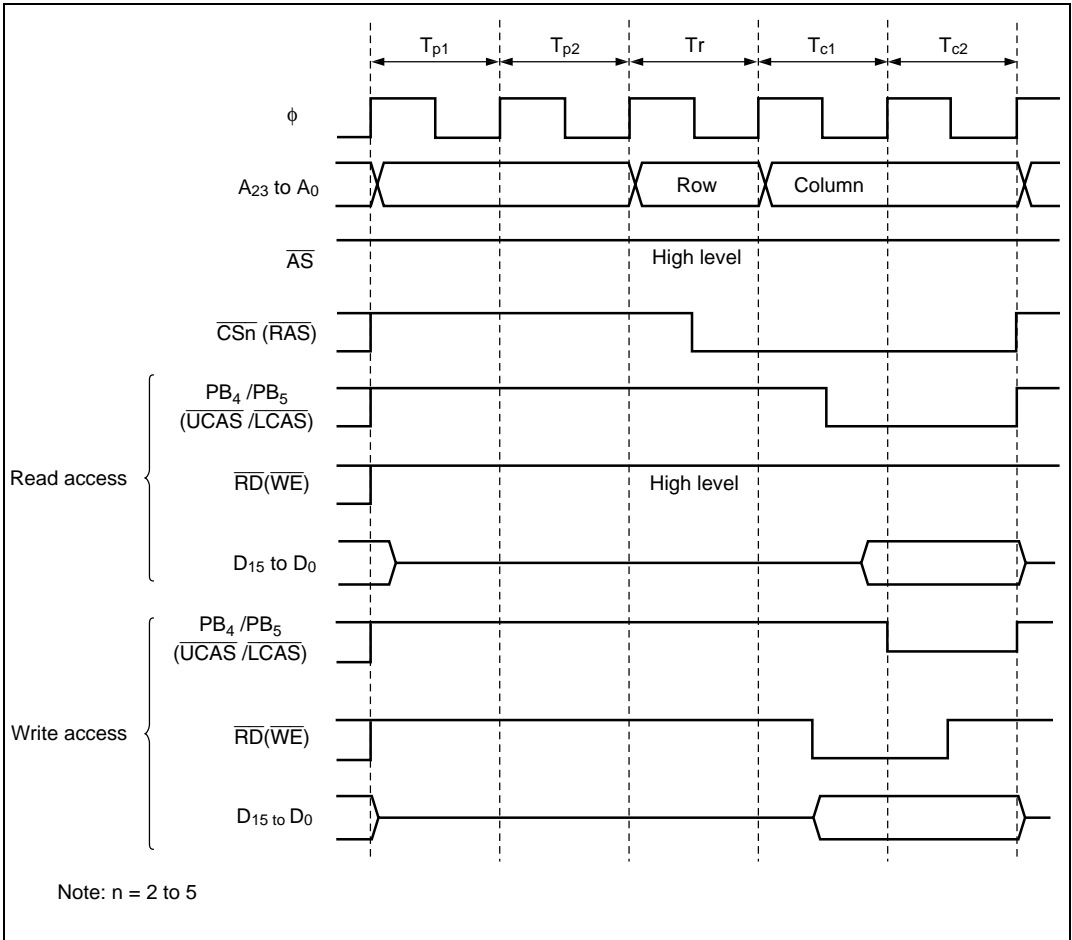 Tp1 Tp2 Tr Tc1 Tc2
φ
A23 to A0
Row Column
AS
High level
CSn (RAS)
Read access
PB4 /PB5
(UCAS /LCAS)
RD(WE)
High level
D15 to D0
Write access
PB4 /PB5
(UCAS /LCAS)
RD(WE)
D15 to D0
Note: n = 2 to 5